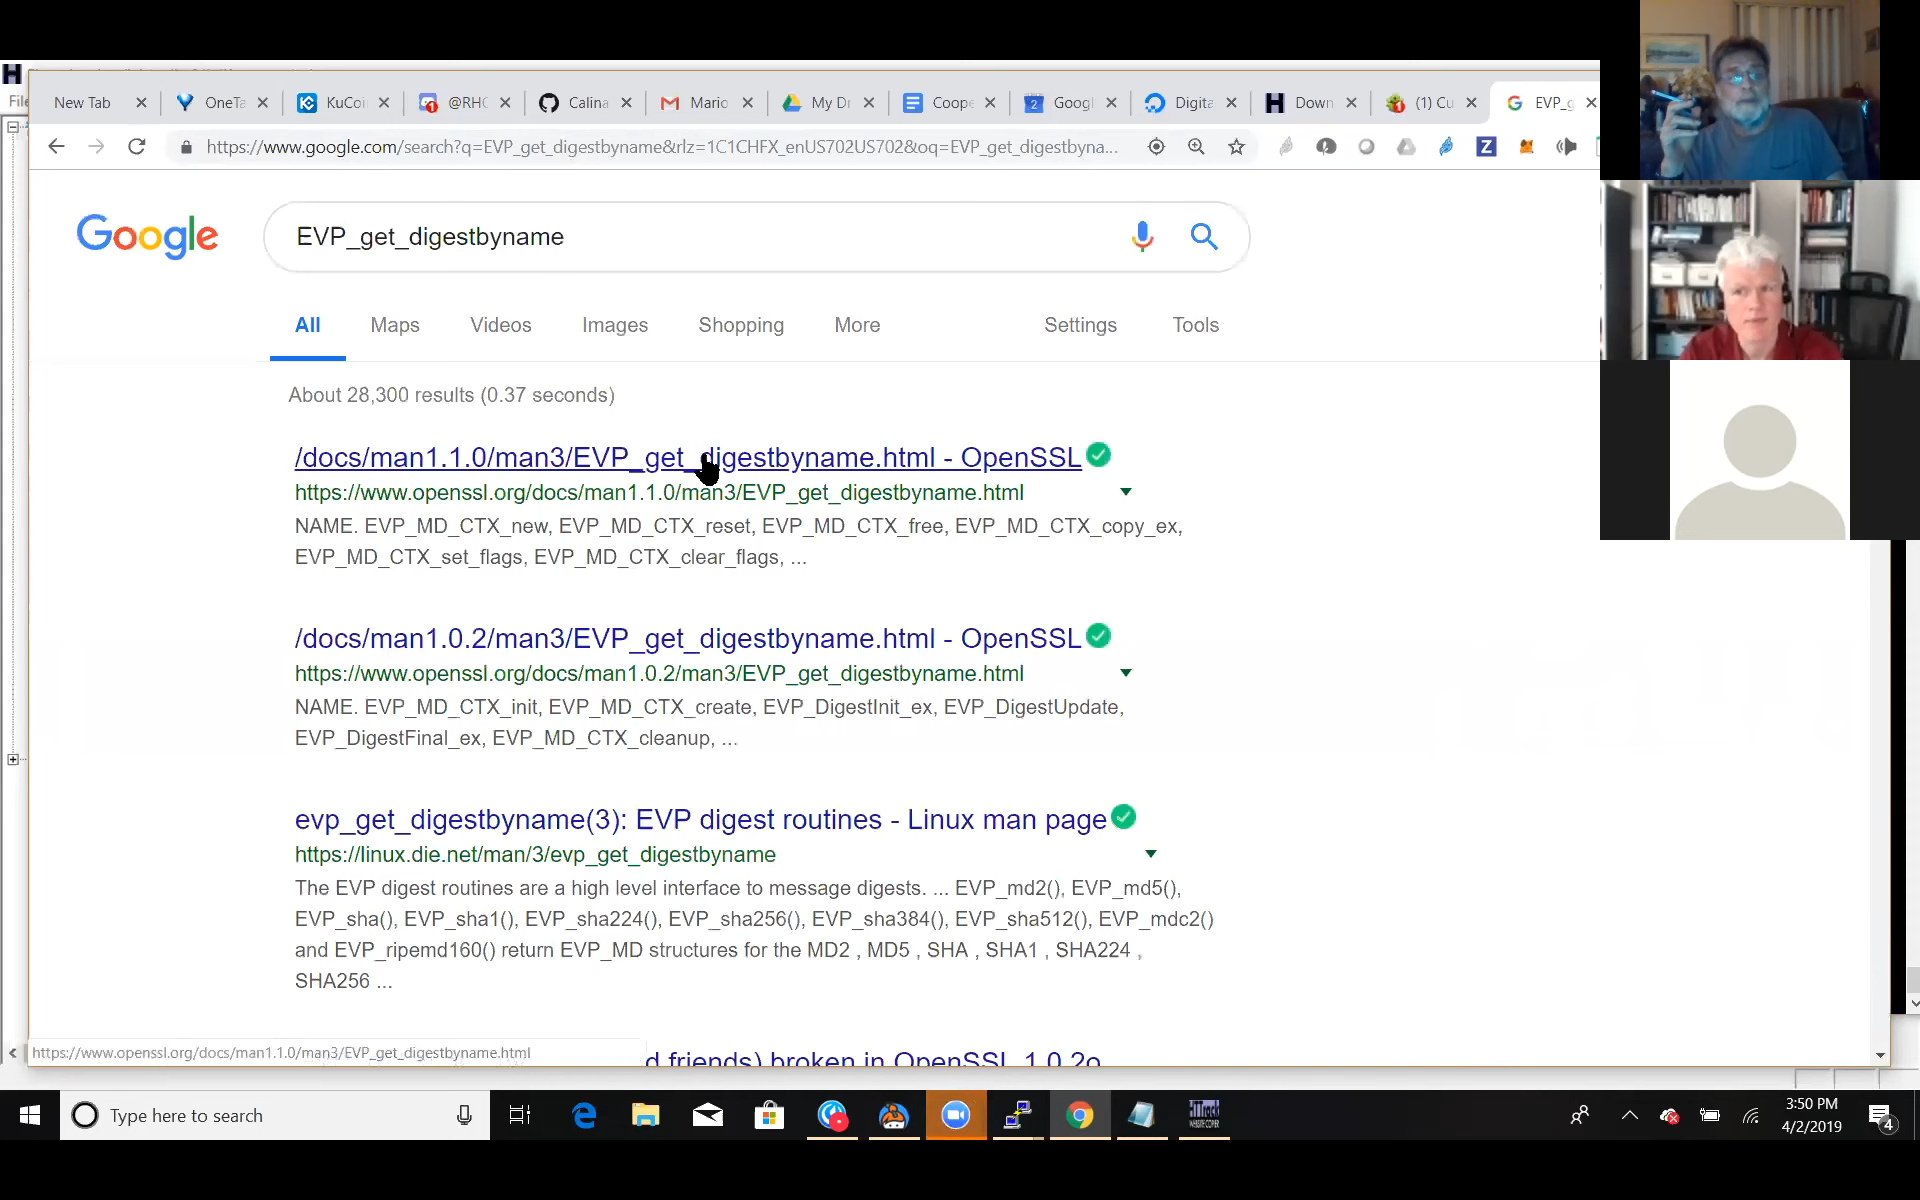 H
File
New Tab
OneTa
KuCoi
@RHC
Calina
Mario
My Dr
Coope
Googl
Digita
Down
(1) Cu
EVP_g
https://www.google.com/search?q=EVP_get_digestbyname&rlz=1C1CHFX_enUS702US702&oq=EVP_get_digestbyna...
Google
EVP_get_digestbyname
All
Maps
Videos
Images
Shopping
More
Settings
Tools
About 28,300 results (0.37 seconds)
/docs/man1.1.0/man3/EVP_get_digestbyname.html - OpenSSL
https://www.openssl.org/docs/man1.1.0/man3/EVP_get_digestbyname.html
NAME. EVP_MD_CTX_new, EVP_MD_CTX_reset, EVP_MD_CTX_free, EVP_MD_CTX_copy_ex,
EVP_MD_CTX_set_flags, EVP_MD_CTX_clear_flags, ...
/docs/man1.0.2/man3/EVP_get_digestbyname.html - OpenSSL
https://www.openssl.org/docs/man1.0.2/man3/EVP_get_digestbyname.html
NAME. EVP_MD_CTX_init, EVP_MD_CTX_create, EVP_DigestInit_ex, EVP_DigestUpdate,
EVP_DigestFinal_ex, EVP_MD_CTX_cleanup, ...
evp_get_digestbyname(3): EVP digest routines - Linux man page
https://linux.die.net/man/3/evp_get_digestbyname
The EVP digest routines are a high level interface to message digests. ... EVP_md2(), EVP_md5(),
EVP_sha(), EVP_sha1(), EVP_sha224(), EVP_sha256(), EVP_sha384(), EVP_sha512(), EVP_mdc2()
and EVP_ripemd160() return EVP_MD structures for the MD2 , MD5 , SHA , SHA1 , SHA224 ,
SHA256 ...
d friends) broken in OpenSSL 1.0.2o
https://www.openssl.org/docs/man1.1.0/man3/EVP_get_digestbyname.html
Type here to search
HTTrack
WEBSITE COPIER
3:50 PM
4/2/2019
4